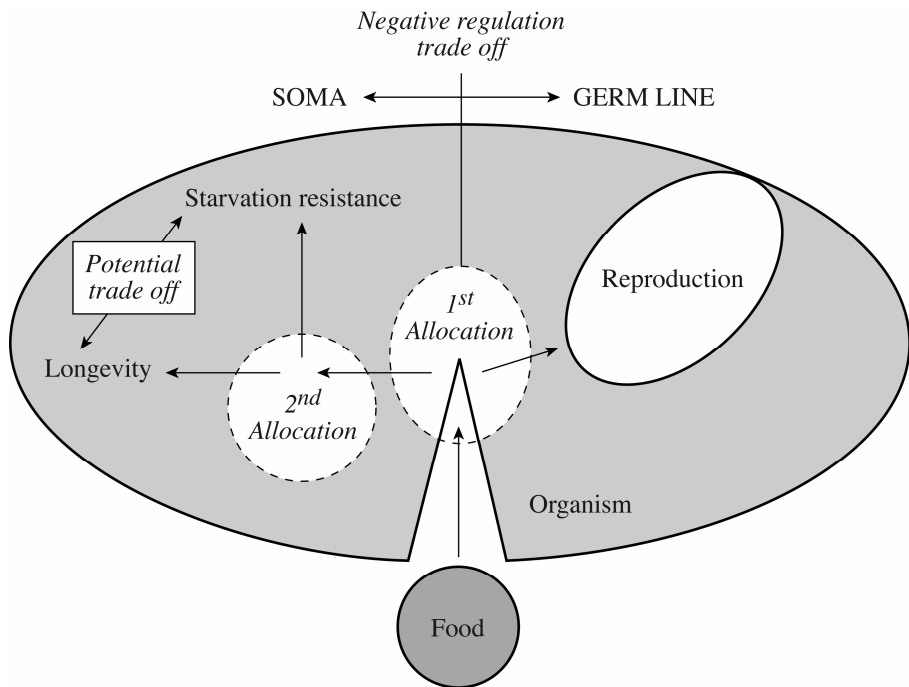 Negative regulation
trade off
SOMA
GERM LINE
Starvation resistance
Potential
trade off
Reproduction
1st
Allocation
Longevity
2nd
Allocation
Organism
Food